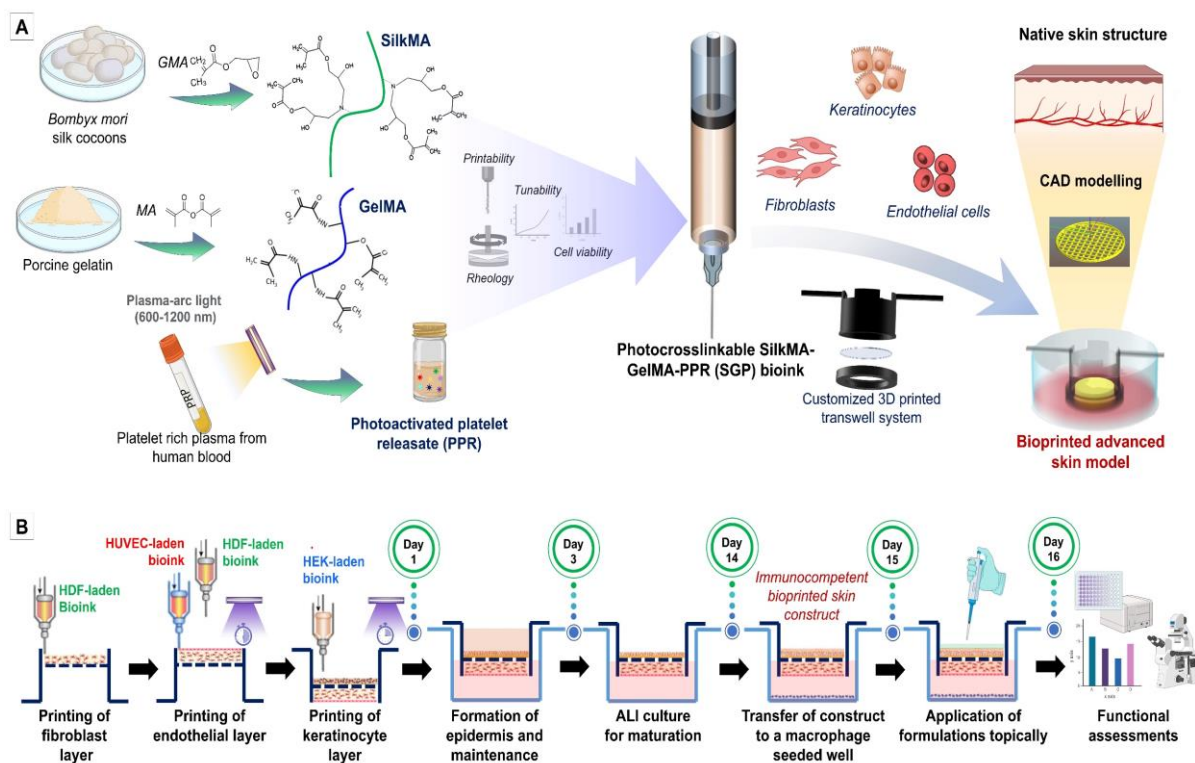 A
Bombyx mori
silk cocoons
GMA
SilkMA
Porcine gelatin
MA
GelMA
Plasma-arc light
(600-1200 nm)
PRP
Platelet rich plasma from
human blood
Photoactivated platelet
releasate (PPR)
Printability
Tunability
Rheology
Cell viability
Photocrosslinkable SilkMA-
GelMA-PPR (SGP) bioink
Keratinocytes
Fibroblasts
Endothelial cells
Customized 3D printed
transwell system
Native skin structure
CAD modelling
Bioprinted advanced
skin model
B
HDF-laden
Bioink
HUVEC-laden
bioink
HDF-laden
bioink
HEK-laden
bioink
Day
1
Day
3
Day
14
Day
15
Day
16
Immunocompetent
bioprinted skin
construct
Printing of
fibroblast
layer
Printing of
endothelial layer
Printing of
keratinocyte
layer
Formation of
epidermis and
maintenance
ALI culture
for maturation
Transfer of construct
to a macrophage
seeded well
Application of
formulations topically
Functional
assessments